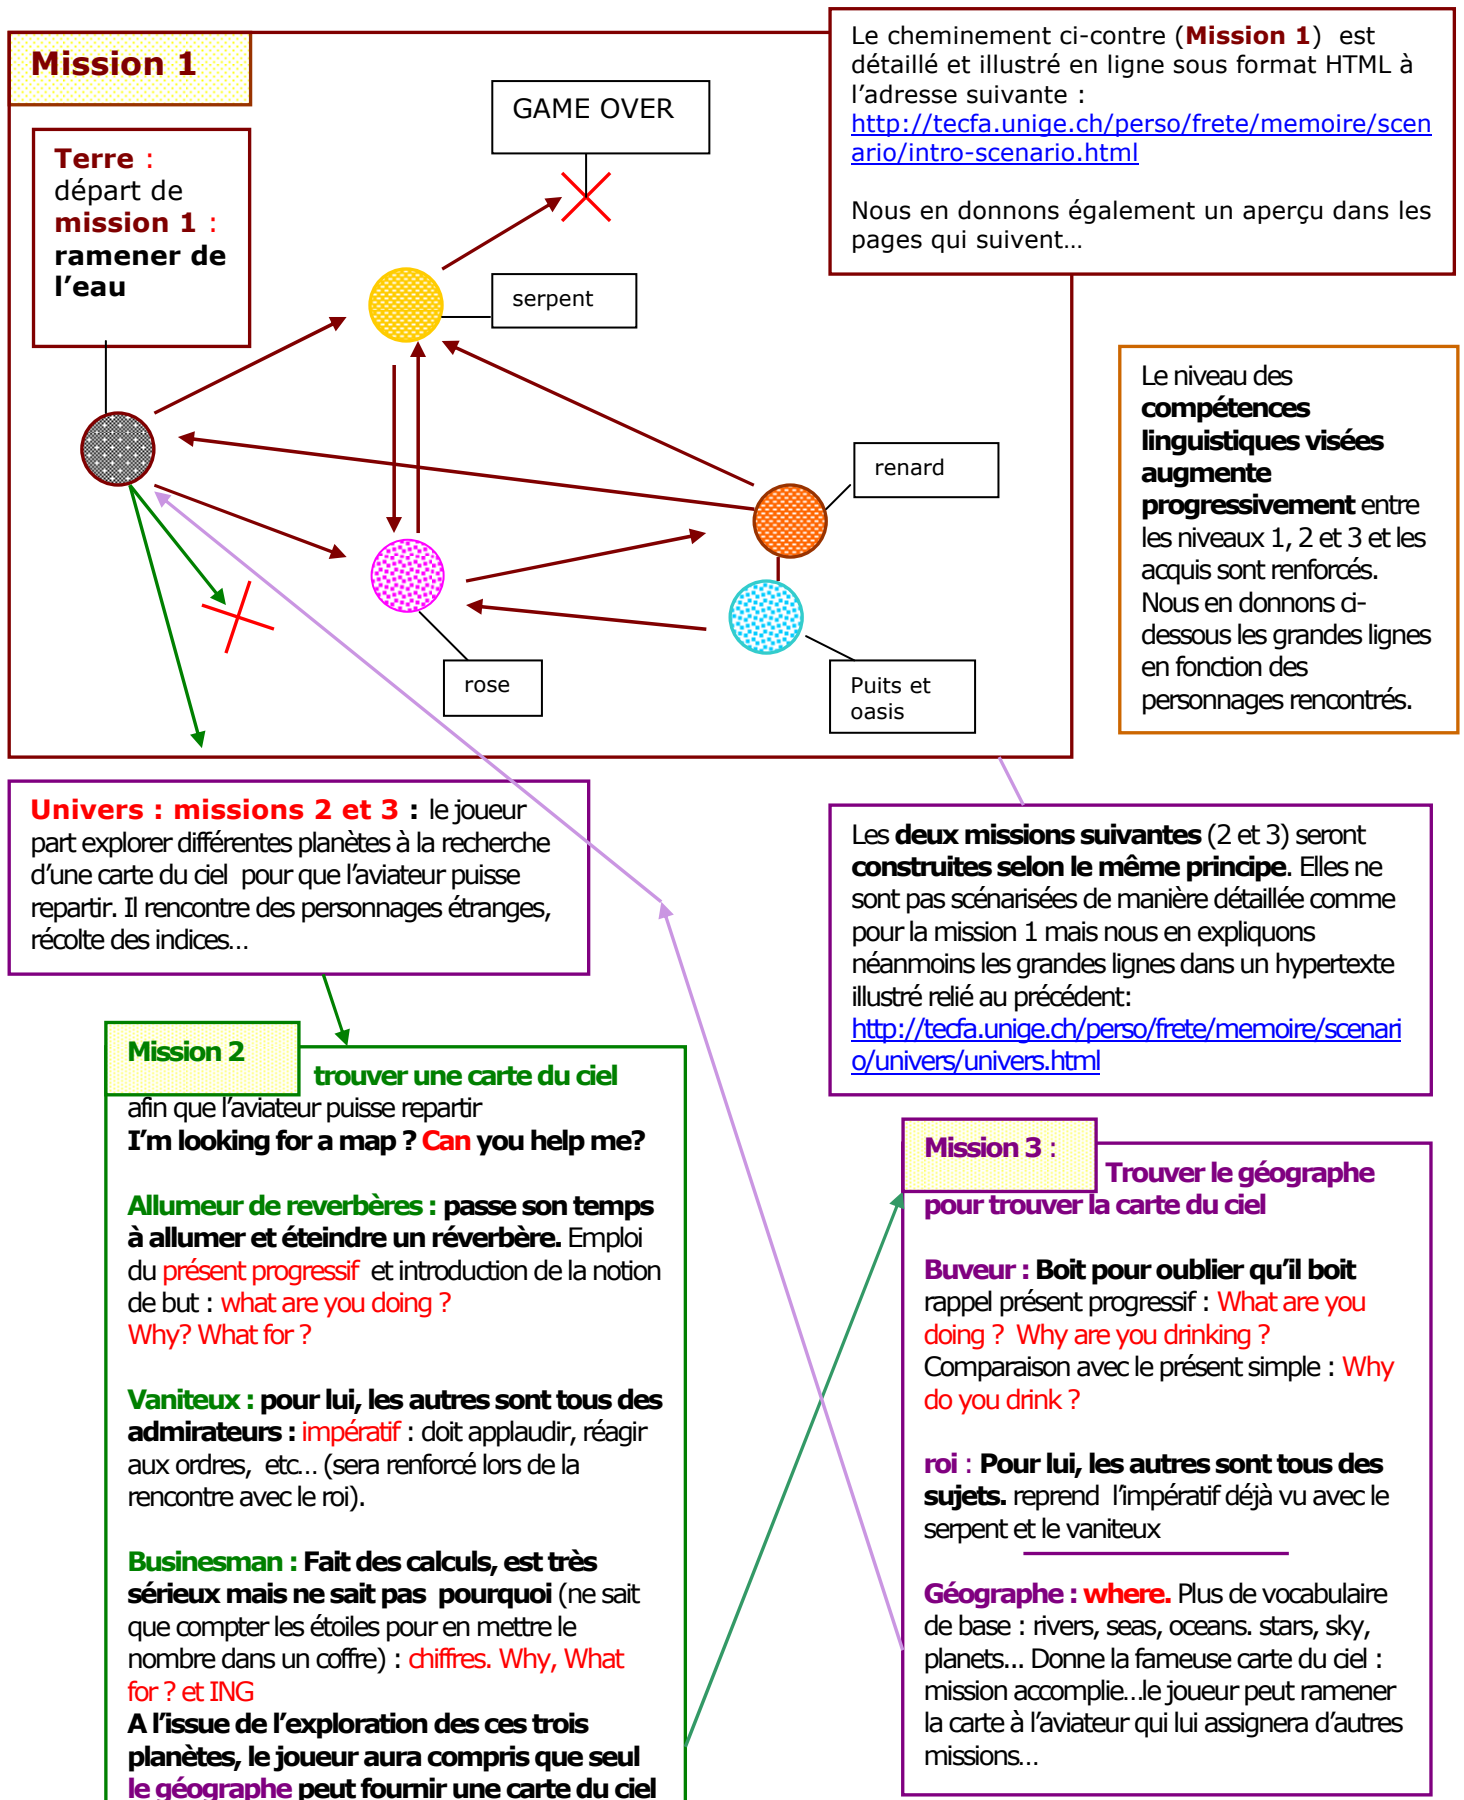 Mission 1
Terre :
départ de
mission 1 :
ramener de
l’eau
GAME OVER
serpent
renard
rose
Puits et
oasis
Le cheminement ci-contre (Mission 1)  est
détaillé et illustré en ligne sous format HTML à
l’adresse suivante :
http://tecfa.unige.ch/perso/frete/memoire/scen
ario/intro-scenario.html
Nous en donnons également un aperçu dans les
pages qui suivent…
Le niveau des
compétences
linguistiques visées
augmente
progressivement entre
les niveaux 1, 2 et 3 et les
acquis sont renforcés.
Nous en donnons ci-
dessous les grandes lignes
en fonction des
personnages rencontrés.
Univers : missions 2 et 3 : le joueur
part explorer différentes planètes à la recherche
d’une carte du ciel  pour que l’aviateur puisse
repartir. Il rencontre des personnages étranges,
récolte des indices…
Les deux missions suivantes (2 et 3) seront
construites selon le même principe. Elles ne
sont pas scénarisées de manière détaillée comme
pour la mission 1 mais nous en expliquons
néanmoins les grandes lignes dans un hypertexte
illustré relié au précédent:
http://tecfa.unige.ch/perso/frete/memoire/scenari
o/univers/univers.html
Mission 2
trouver une carte du ciel
afin que l’aviateur puisse repartir
I’m looking for a map ? Can you help me?
Allumeur de reverbères : passe son temps
à allumer et éteindre un réverbère. Emploi
du présent progressif  et introduction de la notion
de but : what are you doing ?
Why? What for ?
Vaniteux : pour lui, les autres sont tous des
admirateurs : impératif : doit applaudir, réagir
aux ordres,  etc… (sera renforcé lors de la
rencontre avec le roi).
Businesman : Fait des calculs, est très
sérieux mais ne sait pas  pourquoi (ne sait
que compter les étoiles pour en mettre le
nombre dans un coffre) : chiffres. Why, What
for ? et ING
A l’issue de l’exploration des ces trois
planètes, le joueur aura compris que seul
le géographe peut fournir une carte du ciel
Mission 3 :
Trouver le géographe
pour trouver la carte du ciel
Buveur : Boit pour oublier qu’il boit
rappel présent progressif : What are you
doing ?  Why are you drinking ?
Comparaison avec le présent simple : Why
do you drink ?
roi : Pour lui, les autres sont tous des
sujets. reprend  l’impératif déjà vu avec le
serpent et le vaniteux
Géographe : where. Plus de vocabulaire
de base : rivers, seas, oceans. stars, sky,
planets… Donne la fameuse carte du ciel :
mission accomplie…le joueur peut ramener
la carte à l’aviateur qui lui assignera d’autres
missions…